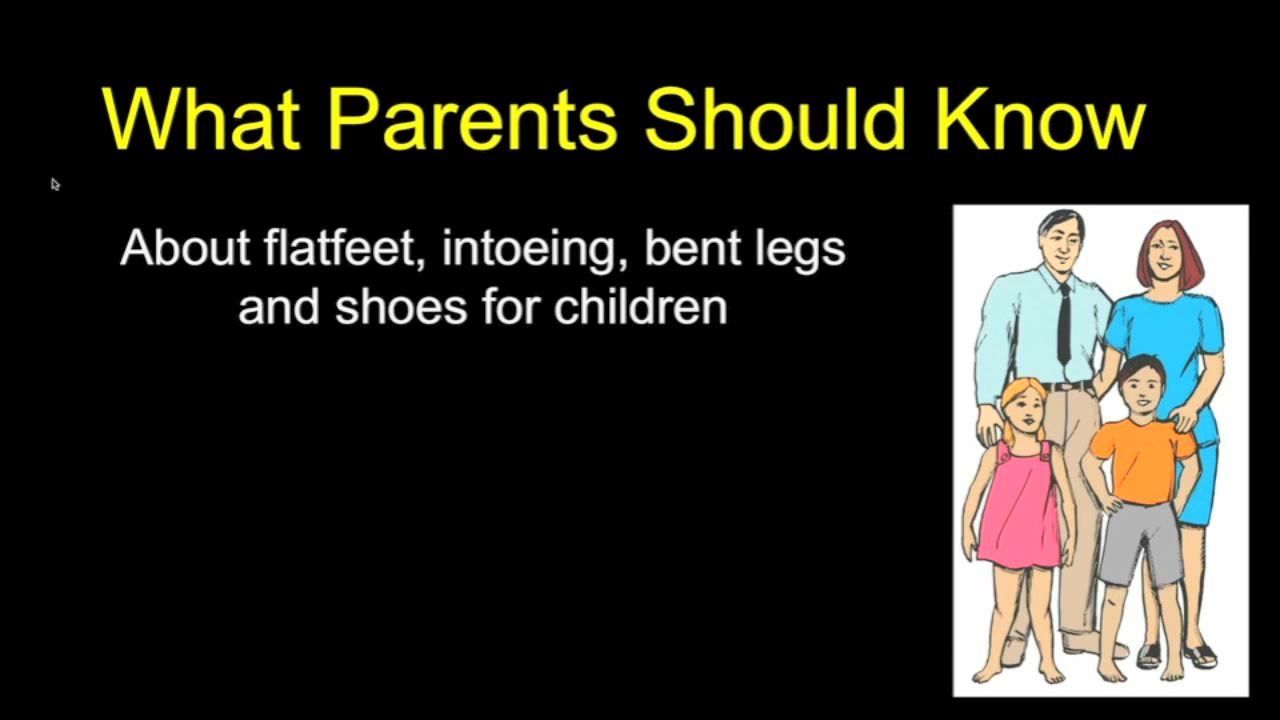 What Parents Should Know
About flatfeet, intoeing, bent legs
and shoes for children